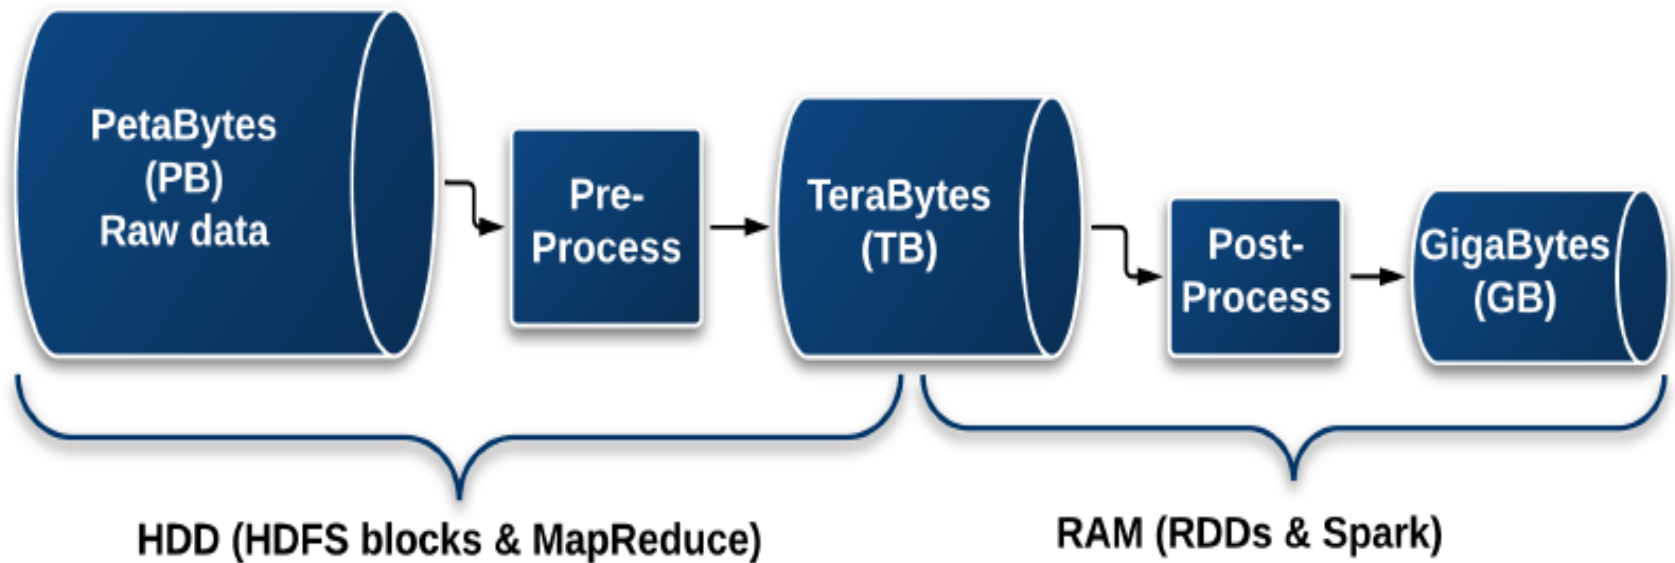 PetaBytes
(PB)
Raw data
Pre-
Process
TeraBytes
(TB)
Post-
Process
GigaBytes
(GB)
HDD (HDFS blocks & MapReduce)
RAM (RDDs & Spark)